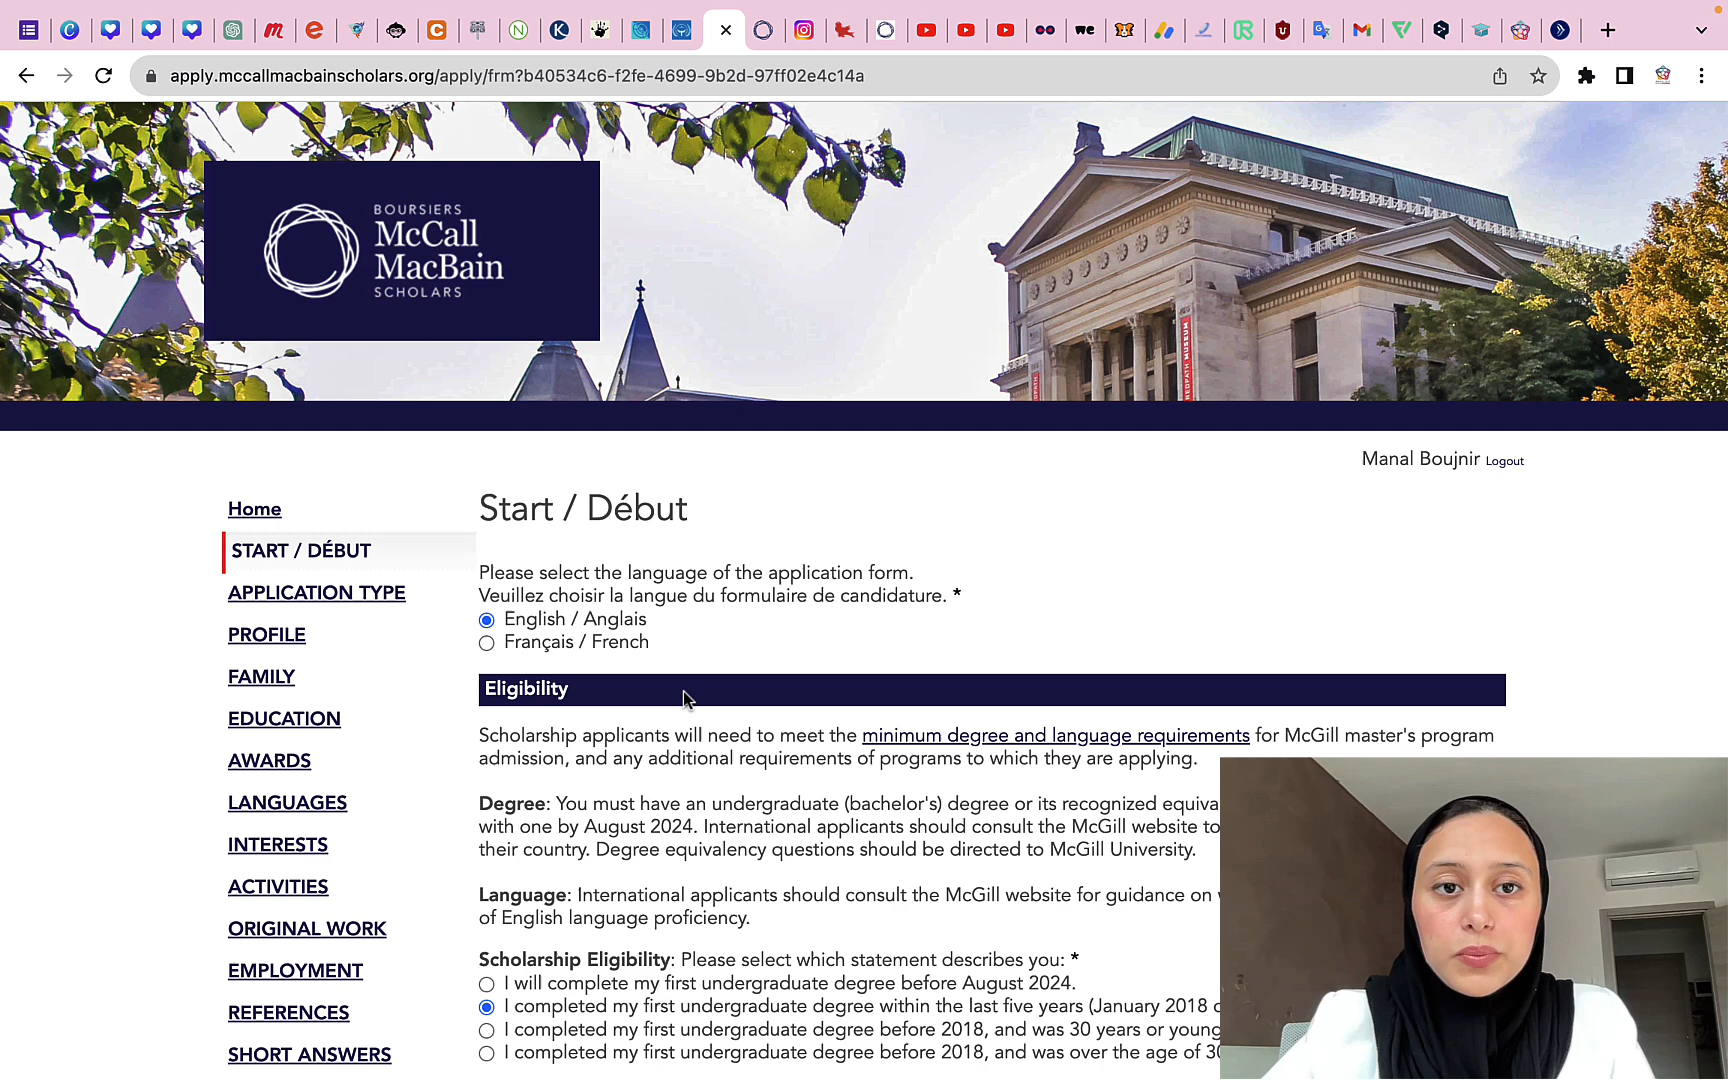 apply.mccallmacbainscholars.org/apply/frm?b40534c6-f2fe-4699-9b2d-97ff02e4c14a
BOURSIERS
McCall
MacBain
SCHOLARS
REDPATH MUSEUM
Manal Boujnir Logout
Home
START / DÉBUT
APPLICATION TYPE
PROFILE
FAMILY
EDUCATION
AWARDS
LANGUAGES
INTERESTS
ACTIVITIES
ORIGINAL WORK
EMPLOYMENT
REFERENCES
SHORT ANSWERS
Start / Début
Please select the language of the application form.
Veuillez choisir la langue du formulaire de candidature. *
English / Anglais
Français / French
Eligibility
Scholarship applicants will need to meet the minimum degree and language requirements for McGill master's program
admission, and any additional requirements of programs to which they are applying.
Degree: You must have an undergraduate (bachelor's) degree or its recognized equiva
with one by August 2024. International applicants should consult the McGill website to
their country. Degree equivalency questions should be directed to McGill University.
Language: International applicants should consult the McGill website for guidance on
of English language proficiency.
Scholarship Eligibility: Please select which statement describes you: *
I will complete my first undergraduate degree before August 2024.
I completed my first undergraduate degree within the last five years (January 2018
I completed my first undergraduate degree before 2018, and was 30 years or young
I completed my first undergraduate degree before 2018, and was over the age of 30